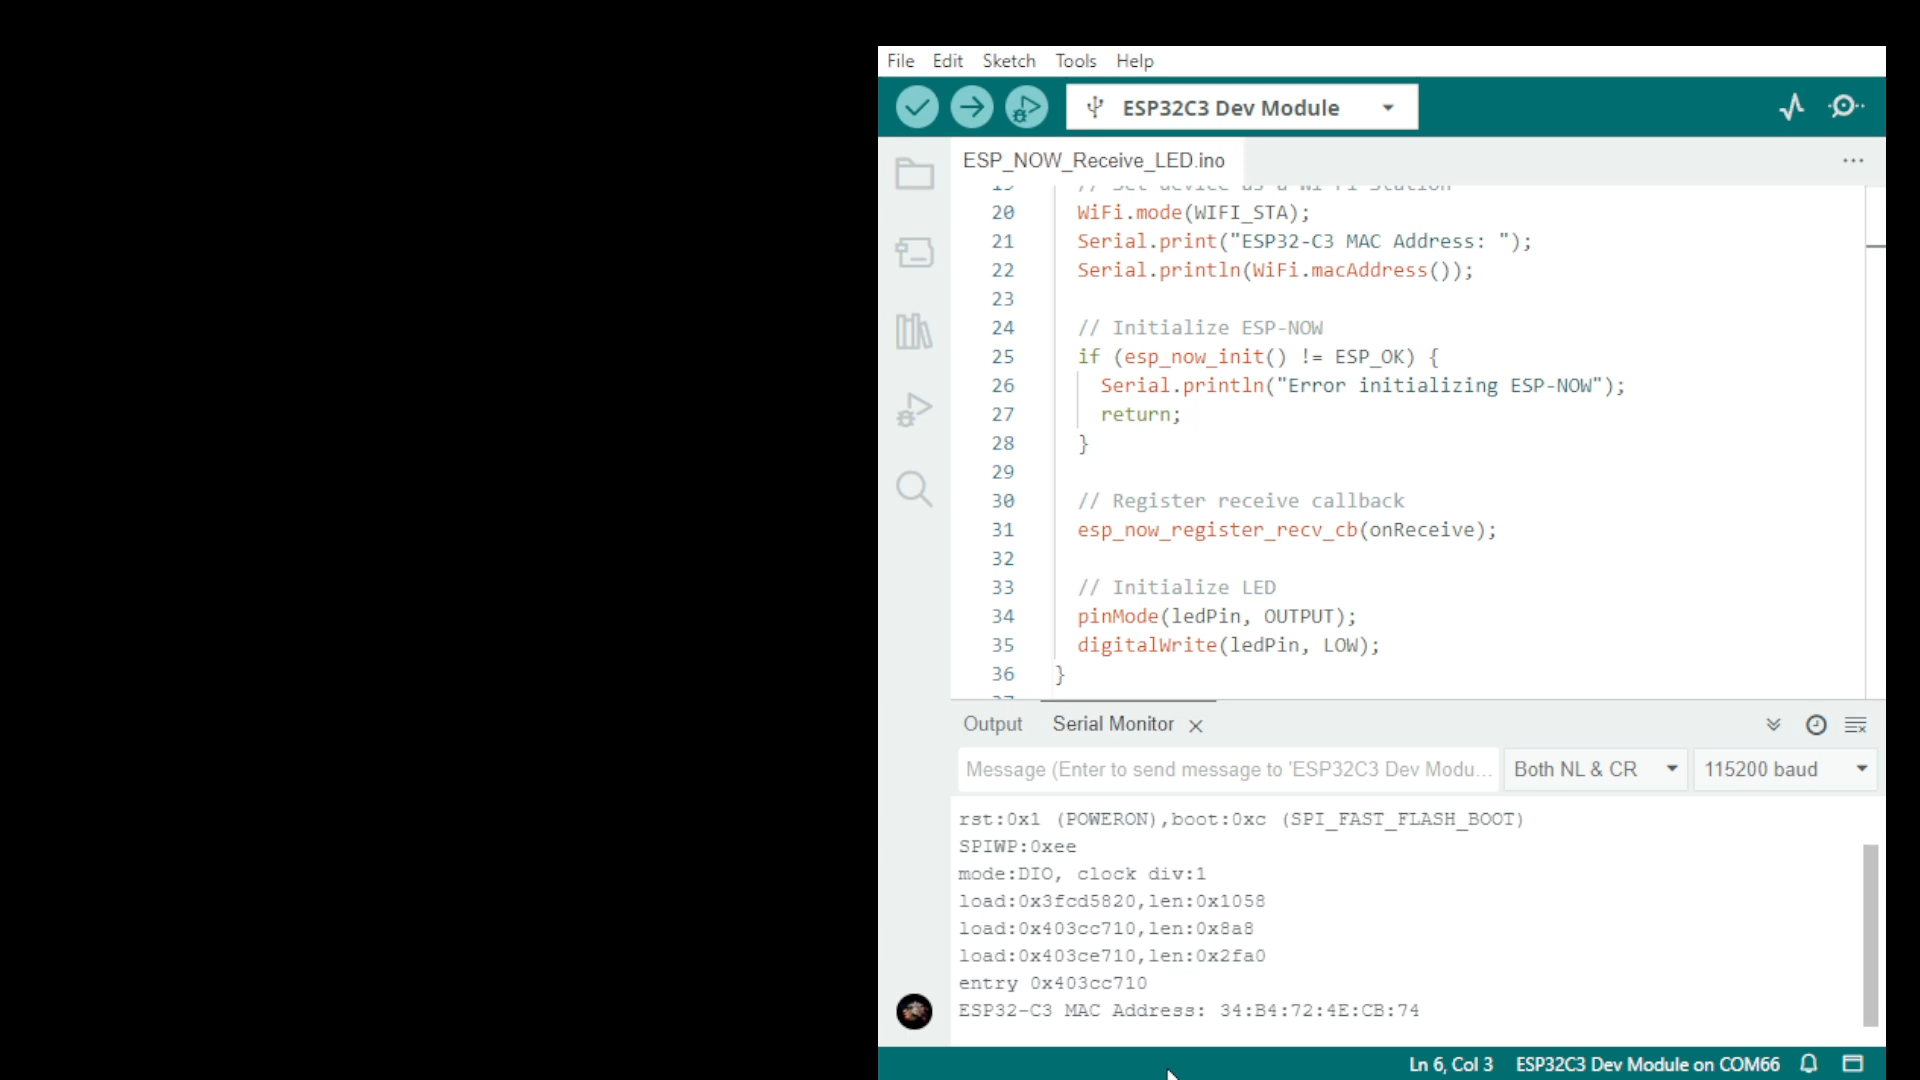 File Edit Sketch Tools Help
ESP32C3 Dev Module
ESP_NOW_Receive_LED.ino
20 WiFi.mode(WIFI_STA);
21 Serial.print("ESP32-C3 MAC Address: ");
22 Serial.println(WiFi.macAddress());
23
24 // Initialize ESP-NOW
25 if (esp_now_init() != ESP_OK) {
26 Serial.println("Error initializing ESP-NOW");
27 return;
28 }
29
30 // Register receive callback
31 esp_now_register_recv_cb(onReceive);
32
33 // Initialize LED
34 pinMode(ledPin, OUTPUT);
35 digitalWrite(ledPin, LOW);
36 }
Output Serial Monitor
Message (Enter to send message to 'ESP32C3 Dev Modu... Both NL & CR 115200 baud
rst:0x1 (POWERON),boot:0xc (SPI_FAST_FLASH_BOOT)
SPIWP:0xee
mode:DIO, clock div:1
load:0x3fcd5820,len:0x1058
load:0x403cc710,len:0x8a8
load:0x403ce710,len:0x2fa0
entry 0x403cc710
ESP32-C3 MAC Address: 34:B4:72:4E:CB:74
Ln 6, Col 3 ESP32C3 Dev Module on COM66